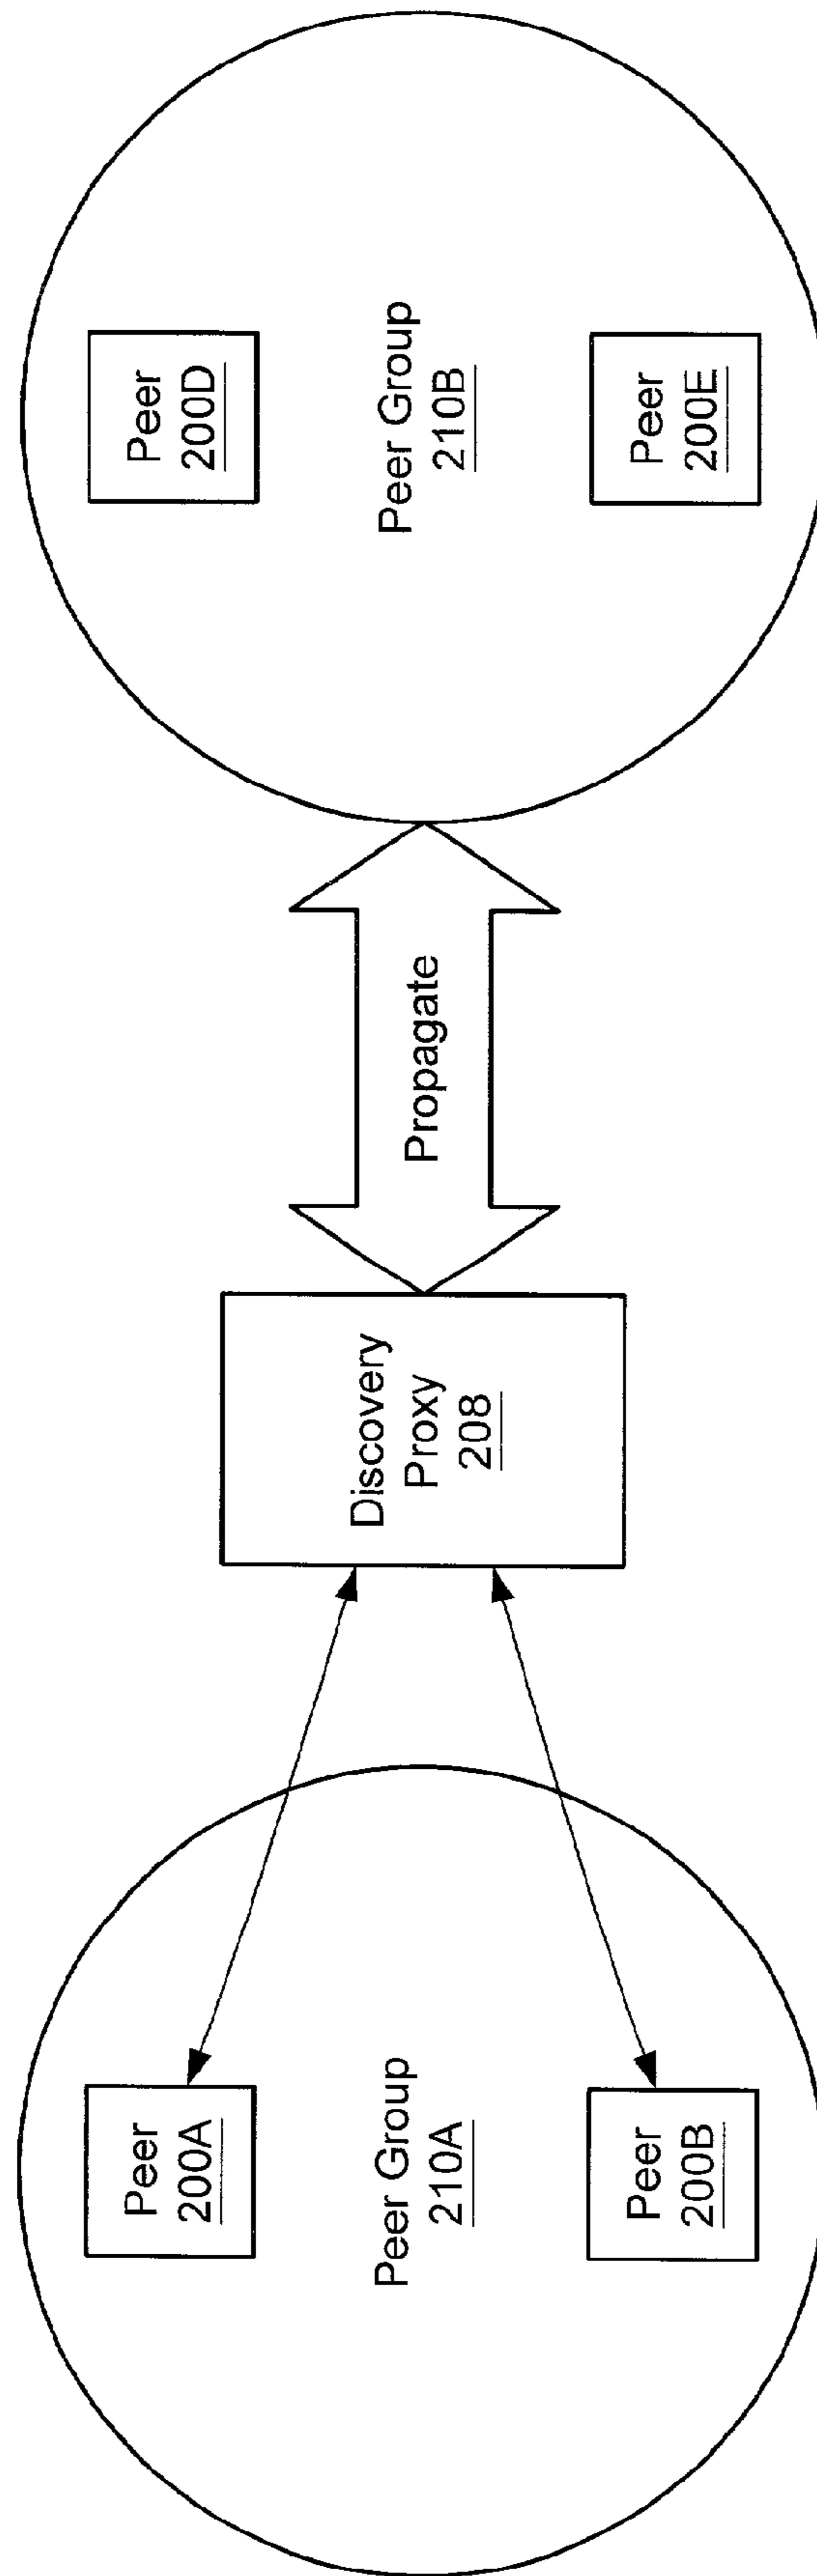 Peer
200A
Peer Group
210A
Peer
200B
Discovery
Proxy
208
Propagate
Peer
200D
Peer Group
210B
Peer
200E